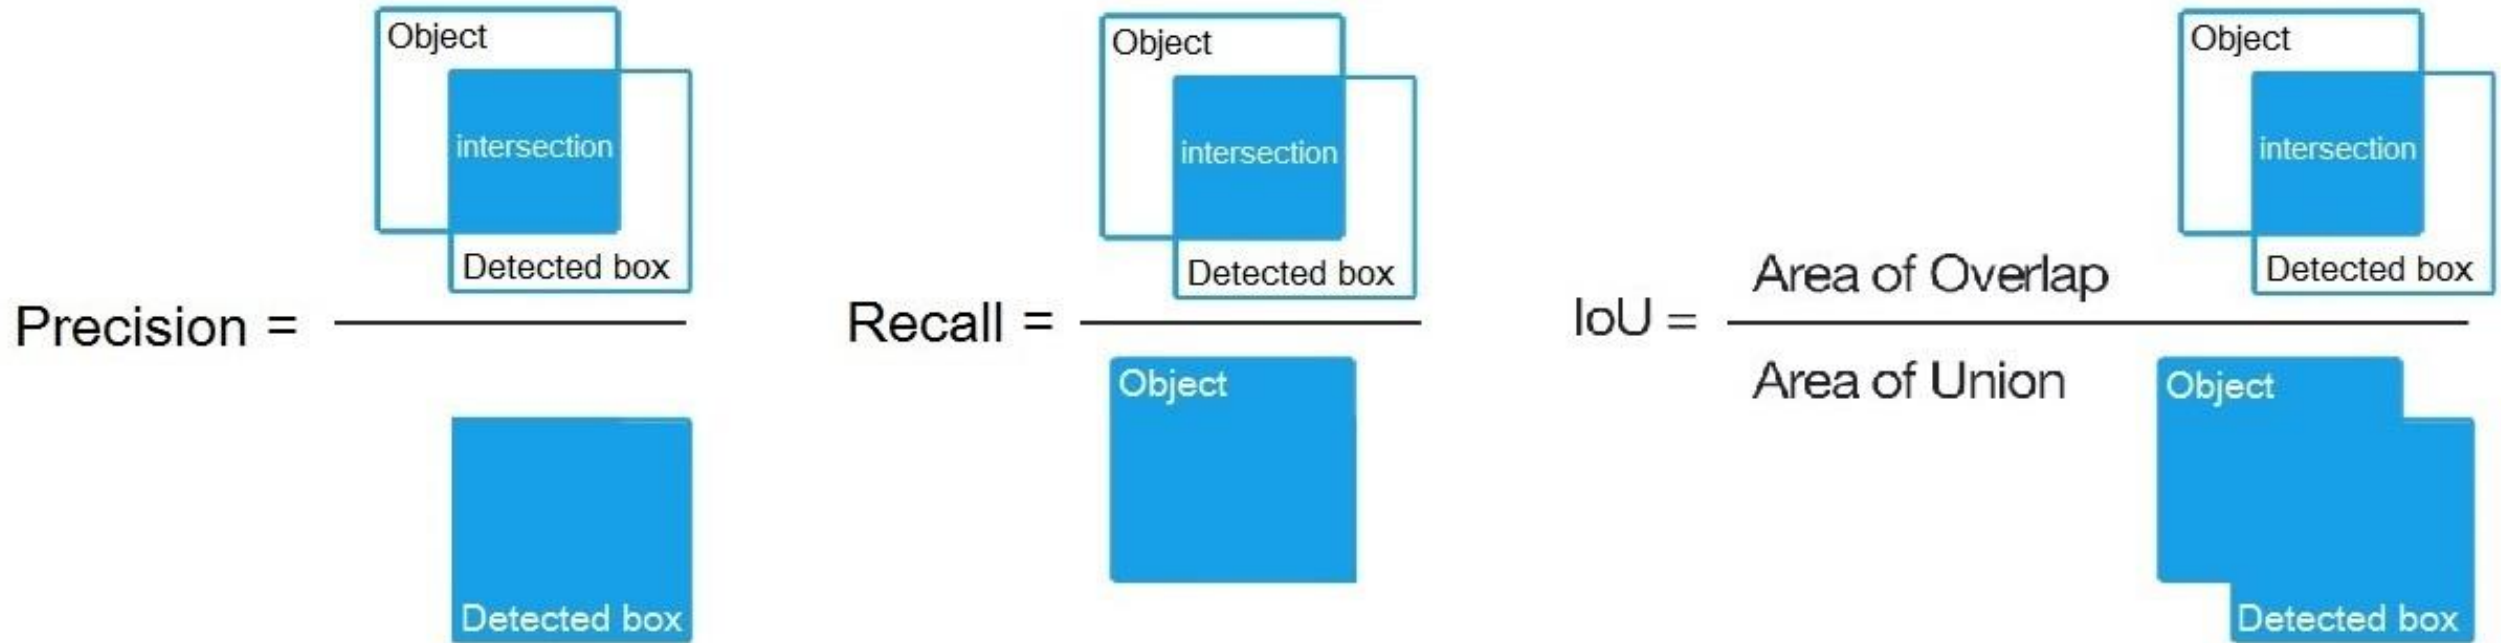 Object
intersection
Detected box
Precision =
Detected box
Object
intersection
Detected box
Recall =
Object
Object
intersection
Detected box
Area of Overlap
IoU =
Area of Union
Object
Detected box